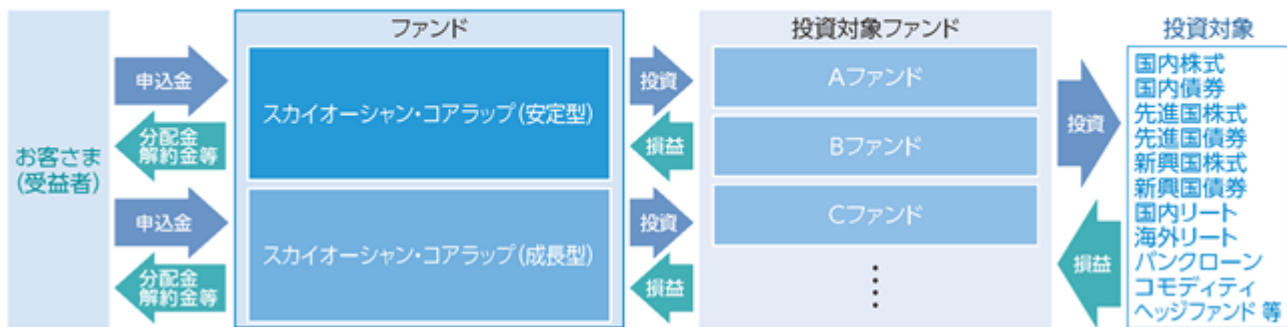 お客さま
(受益者)
申込金
分配金
解約金等
申込金
分配金
解約金等
ファンド
スカイオーシャン・コアラップ(安定型)
スカイオーシャン・コアラップ(成長型)
投資
損益
投資
損益
投資対象ファンド
Aファンド
Bファンド
Cファンド
投資
損益
投資対象
国内株式
国内債券
先進国株式
先進国債券
新興国株式
新興国債券
国内リート
海外リート
バンクローン
コモディティ
ヘッジファンド 等